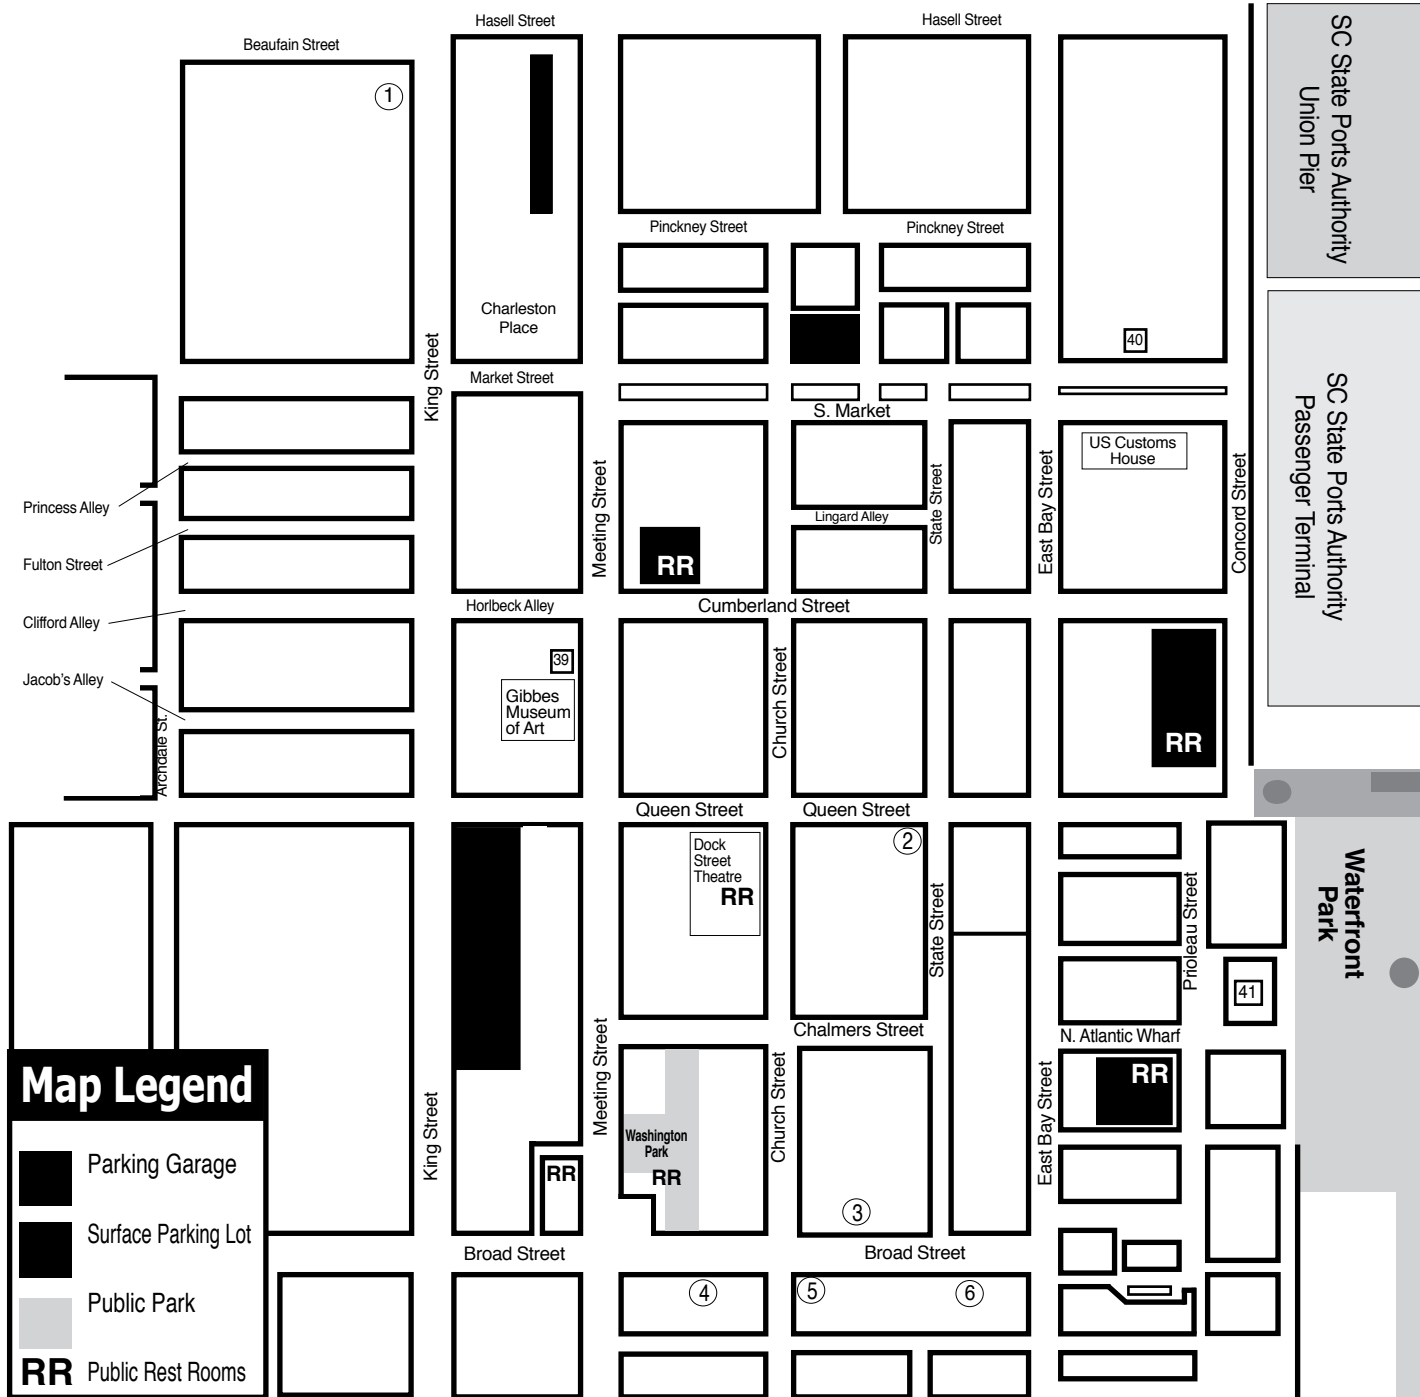 Hasell Street
Hasell Street
Beaufain Street
1
SC State Ports Authority
Union Pier
Pinckney Street
Pinckney Street
Charleston
Place
King Street
40
Market Street
S. Market
SC State Ports Authority
Passenger Terminal
US Customs
House
Meeting Street
State Street
East Bay Street
Concord Street
Princess Alley
Lingard Alley
Fulton Street
RR
Horlbeck Alley
Cumberland Street
Clifford Alley
39
Jacob's Alley
Gibbes
Museum
of Art
Church Street
RR
Archdale St.
Queen Street
Queen Street
2
Dock
Street
Theatre
RR
State Street
Prioleau Street
Waterfront
Park
41
Chalmers Street
N. Atlantic Wharf
Meeting Street
King Street
Church Street
East Bay Street
RR
Washington
Park
RR
RR
3
Broad Street
Broad Street
4
5
6
Map Legend
Parking Garage
Surface Parking Lot
Public Park
RR Public Rest Rooms